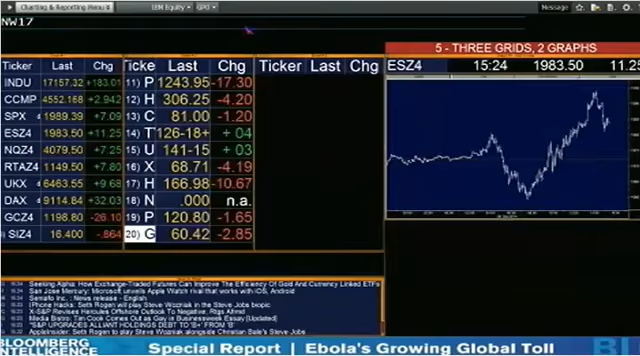 Charting & Reporting Menu IBM Equity GPO Message
NW17
5 - THREE GRIDS, 2 GRAPHS
Ticker Last Chg Ticke Last Chg Ticker Last Chg ESZ4 15:24 1983.50 11.25
INDU 17157.32 +183.01 11) P 1243.95 -17.30
CCMP 4552.168 +2.942 12) H 306.25 -4.20
SPX 1989.39 +7.09 13) C 81.00 -1.20
ESZ4 1983.50 +11.25 14) T 126-18+ + 04
NQZ4 4079.50 +7.25 15) U 141-15 + 03
RTAZ4 1149.50 +7.80 16) X 68.71 -4.19
UKX 6463.55 +9.68 17) H 166.98 -10.67
DAX 9114.84 +32.03 18) N .000 n.a.
GCZ4 1198.80 -26.10 19) P 120.80 -1.65
SIZ4 16.400 -.864 20) G 60.42 -2.85
Seeking Alpha: How Exchange-Traded Futures Can Improve The Efficiency Of Gold And Currency Linked ETFs
San Jose Mercury: Microsoft unveils Apple Watch rival that works with iOS, Android
Semafo Inc. : News release - English
iPhone Hacks: Seth Rogen will play Steve Wozniak in the Steve Jobs biopic
X-S&P Revises Hercules Offshore Outlook To Negative; Rtgs Afrmd
Media Bistro: Tim Cook Comes Out as Gay in Businessweek Essay [Updated]
*S&P UPGRADES ALLIANT HOLDING DEBT TO 'B+' FROM 'B'
AppleInsider: Seth Rogen to play Steve Wozniak alongside Christian Bale's Steve Jobs
BLOOMBERG
INTELLIGENCE Special Report | Ebola's Growing Global Toll